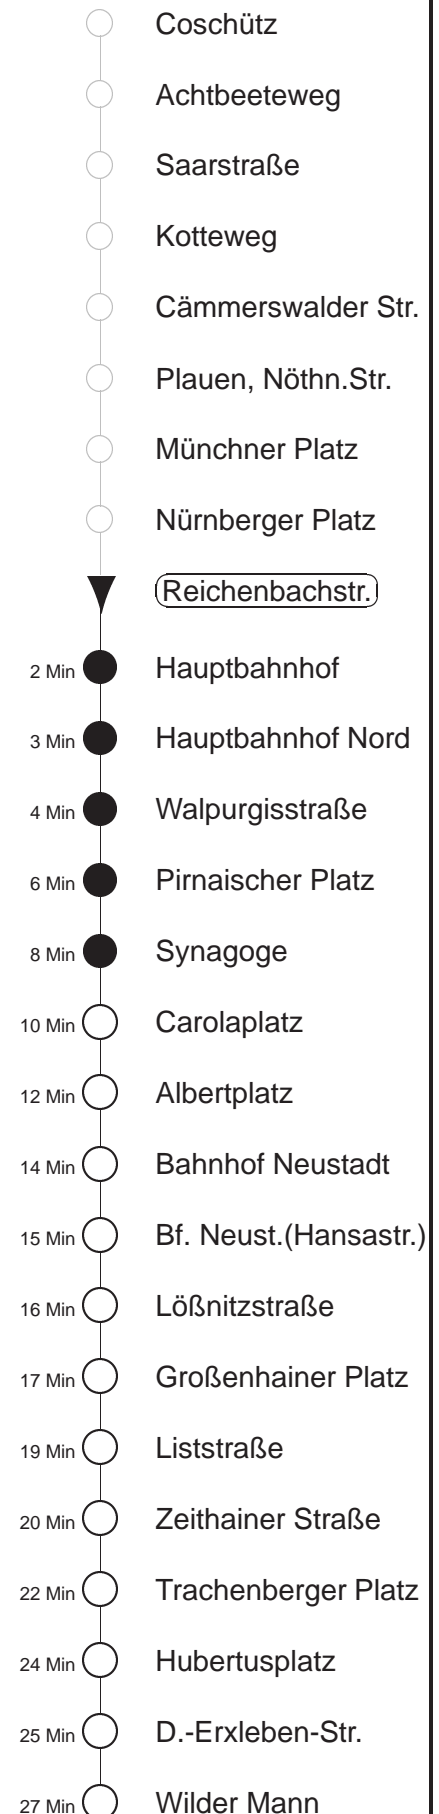 Coschütz
Achtbeeteweg
Saarstraße
Kotteweg
Cämmerswalder Str.
Plauen, Nöthn.Str.
Münchner Platz
Nürnberger Platz
Reichenbachstr.
2 Min Hauptbahnhof
3 Min Hauptbahnhof Nord
4 Min Walpurgisstraße
6 Min Pirnaischer Platz
8 Min Synagoge
10 Min Carolaplatz
12 Min Albertplatz
14 Min Bahnhof Neustadt
15 Min Bf. Neust.(Hansastr.)
16 Min Lößnitzstraße
17 Min Großenhainer Platz
19 Min Liststraße
20 Min Zeithainer Straße
22 Min Trachenberger Platz
24 Min Hubertusplatz
25 Min D.-Erxleben-Str.
27 Min Wilder Mann